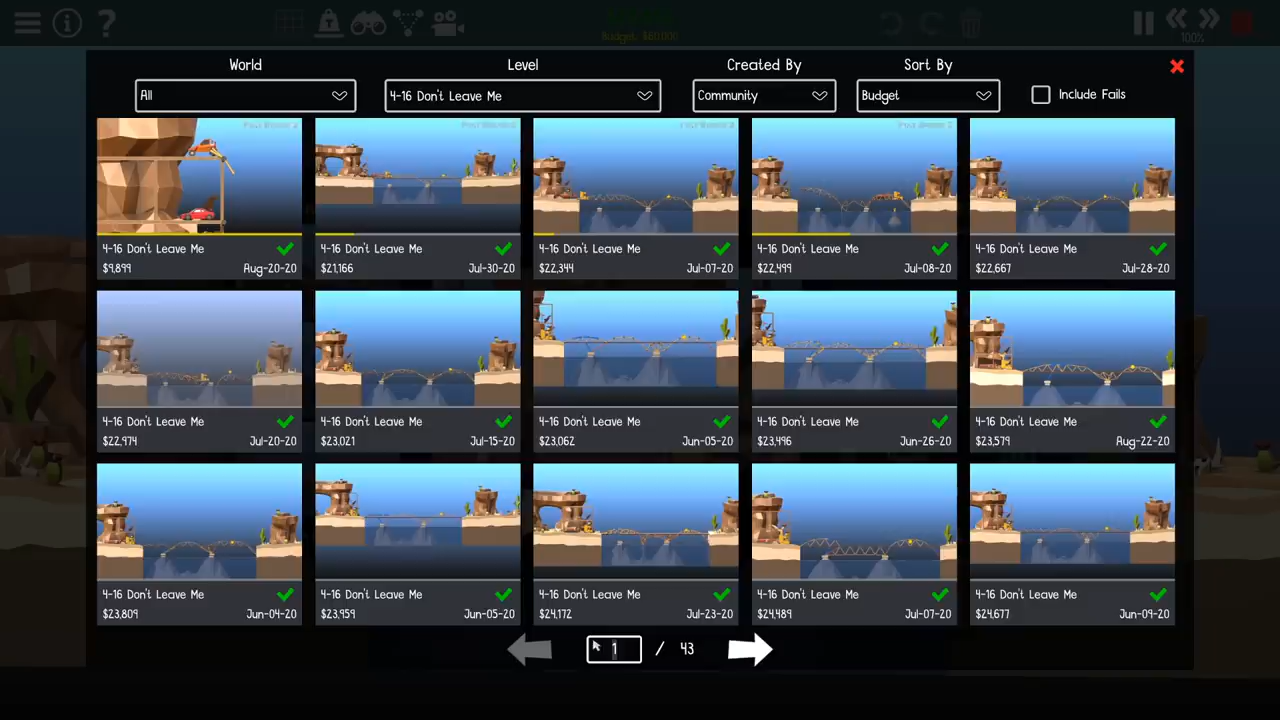 Budget: $60,000
100%
World
Level
Created By
Sort By
All
4-16 Don't Leave Me
Community
Budget
Include Fails
4-16 Don't Leave Me
$9,899 Aug-20-20
4-16 Don't Leave Me
$21,166 Jul-30-20
4-16 Don't Leave Me
$22,344 Jul-07-20
4-16 Don't Leave Me
$22,499 Jul-08-20
4-16 Don't Leave Me
$22,667 Jul-28-20
4-16 Don't Leave Me
$22,974 Jul-20-20
4-16 Don't Leave Me
$23,021 Jul-15-20
4-16 Don't Leave Me
$23,062 Jun-05-20
4-16 Don't Leave Me
$23,496 Jun-26-20
4-16 Don't Leave Me
$23,579 Aug-22-20
4-16 Don't Leave Me
$23,809 Jun-04-20
4-16 Don't Leave Me
$23,959 Jun-05-20
4-16 Don't Leave Me
$24,172 Jul-23-20
4-16 Don't Leave Me
$24,489 Jul-07-20
4-16 Don't Leave Me
$24,677 Jun-09-20
1 / 43